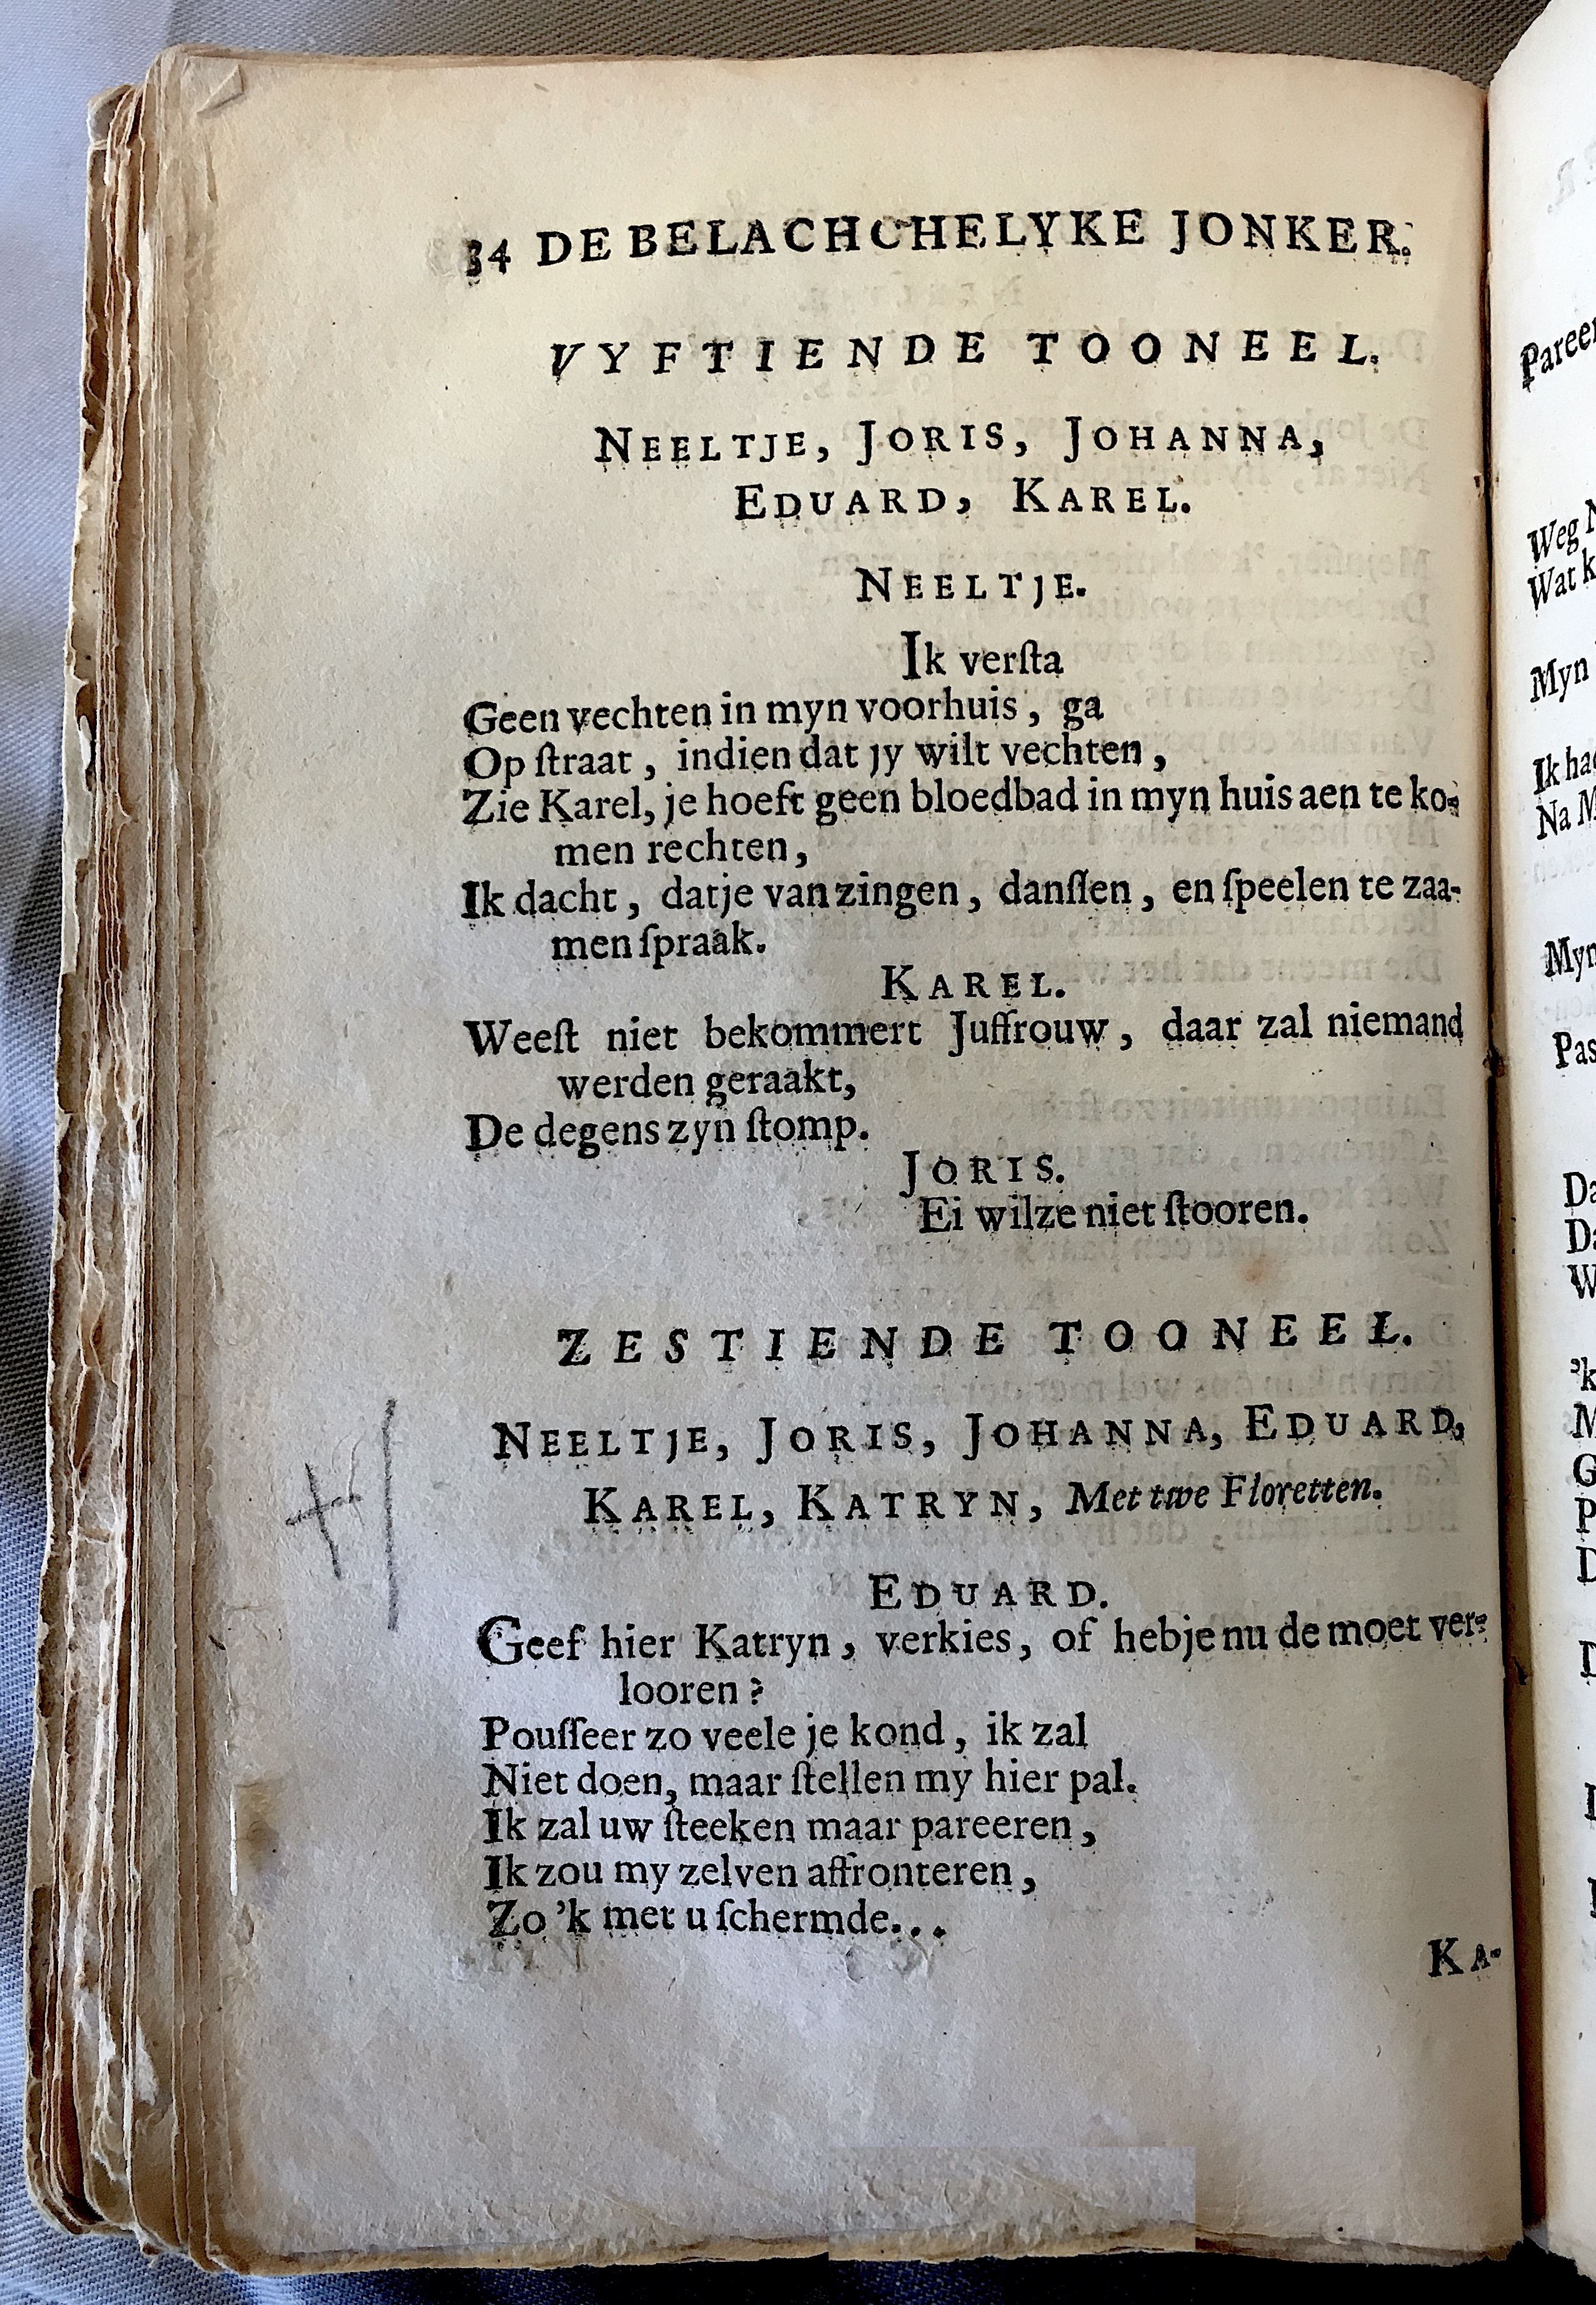 34 DE BELACHCHELYKE JONKER.
VYFTIENDE TOONEEL.
NEELTJE, JORIS, JOHANNA,
EDUARD, KAREL.
NEELTJE.
Ik verſta
Geen vechten in myn voorhuis, ga
Op ſtraat, indien dat jy wilt vechten,
Zie Karel, je hoeft geen bloedbad in myn huis aen te ko-
men rechten,
Ik dacht, datje van zingen, danſſen, en ſpeelen te zaa-
men ſpraak.
KAREL.
Weeſt niet bekommert Juffrouw, daar zal niemand
werden geraakt,
De degens zyn ſtomp.
JORIS.
Ei wilze niet ſtooren.
ZESTIENDE TOONEEL.
NEELTJE, JORIS, JOHANNA, EDUARD,
KAREL, KATRYN, Met twe Floretten.
EDUARD.
Geef hier Katryn, verkies, of hebje nu de moet ver-
looren?
Pouſſeer zo veele je kond, ik zal
Niet doen, maar ſtellen my hier pal.
Ik zal uw ſteeken maar pareeren,
Ik zou my zelven affronteren,
Zo 'k met u ſchermde...
KA-
Weg
Wat
Myn
Ik
Na